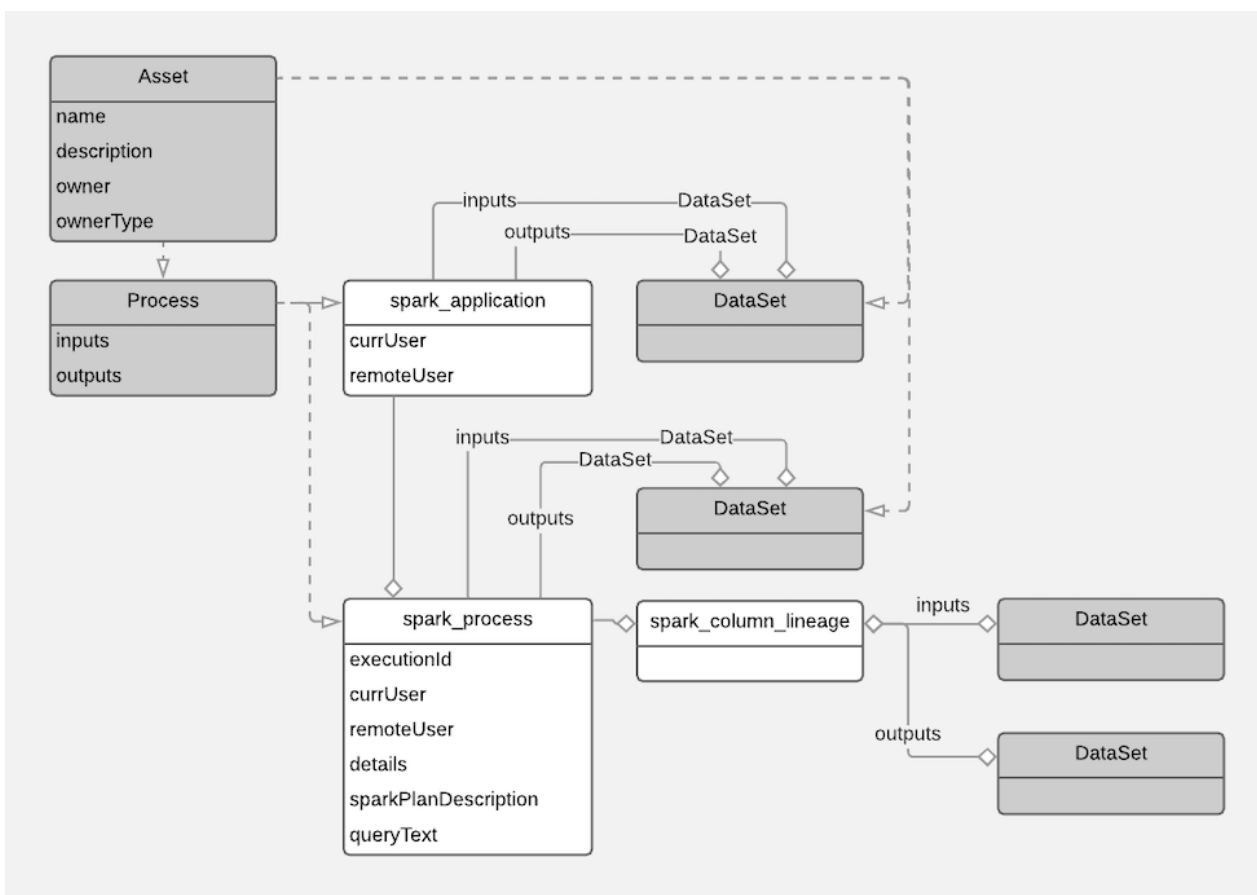 Asset
name
description
owner
ownerType
inputs
DataSet
outputs
DataSet
Process
inputs
outputs
spark_application
currUser
remoteUser
DataSet
inputs
DataSet
DataSet
outputs
DataSet
spark_process
executionId
currUser
remoteUser
details
sparkPlanDescription
queryText
spark_column_lineage
inputs
DataSet
outputs
DataSet